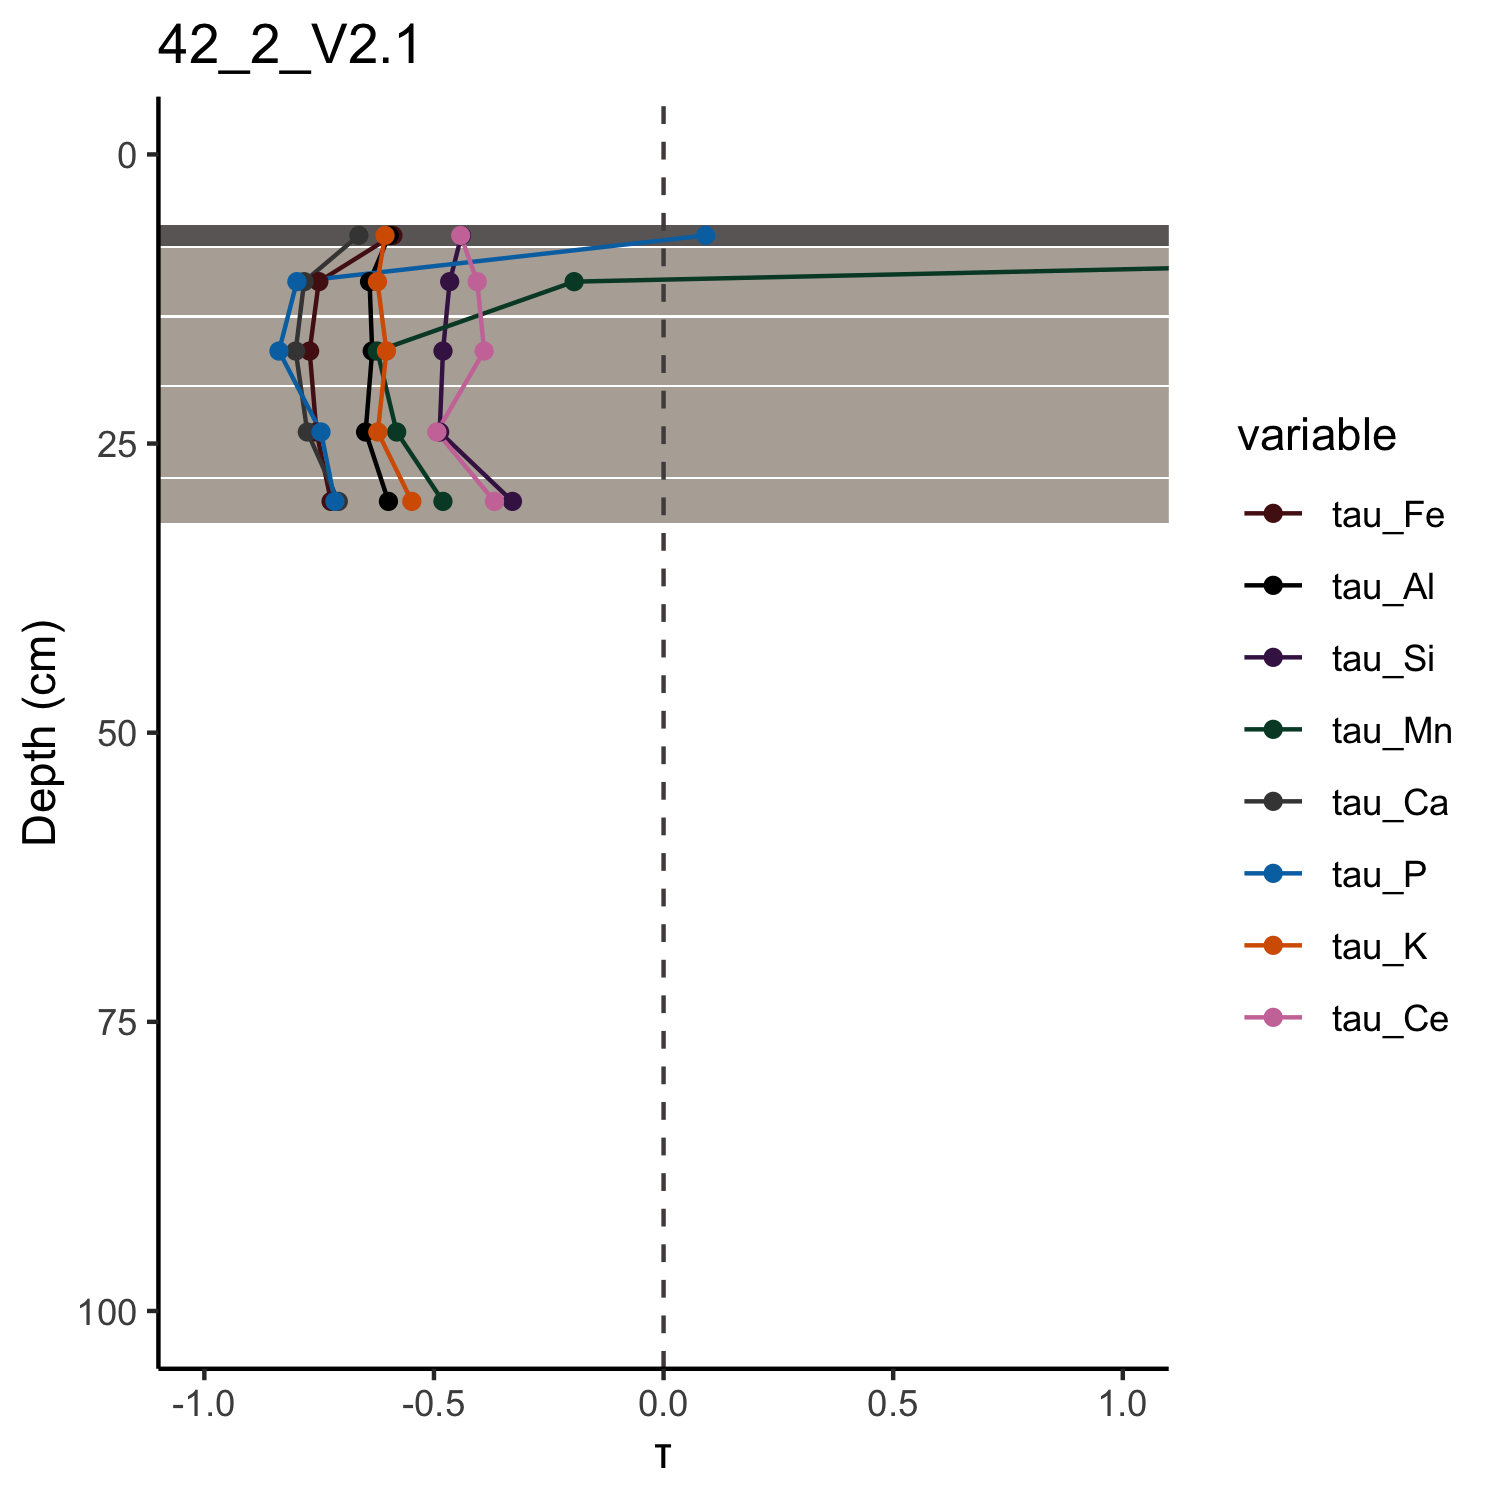 42_2_V2.1
0
25
50
75
100
Depth (cm)
-1.0 -0.5 0.0 0.5 1.0
τ
variable
tau_Fe
tau_Al
tau_Si
tau_Mn
tau_Ca
tau_P
tau_K
tau_Ce